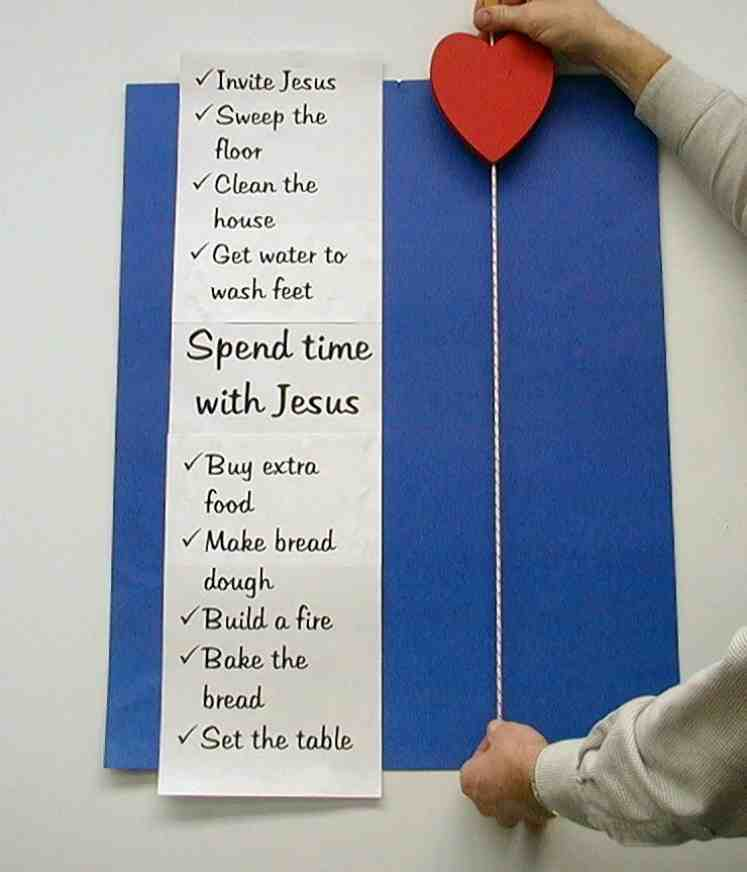 ✓ Invite Jesus
✓ Sweep the
floor
✓ Clean the
house
✓ Get water to
wash feet
Spend time
with Jesus
✓ Buy extra
food
✓ Make bread
dough
✓ Build a fire
✓ Bake the
bread
✓ Set the table